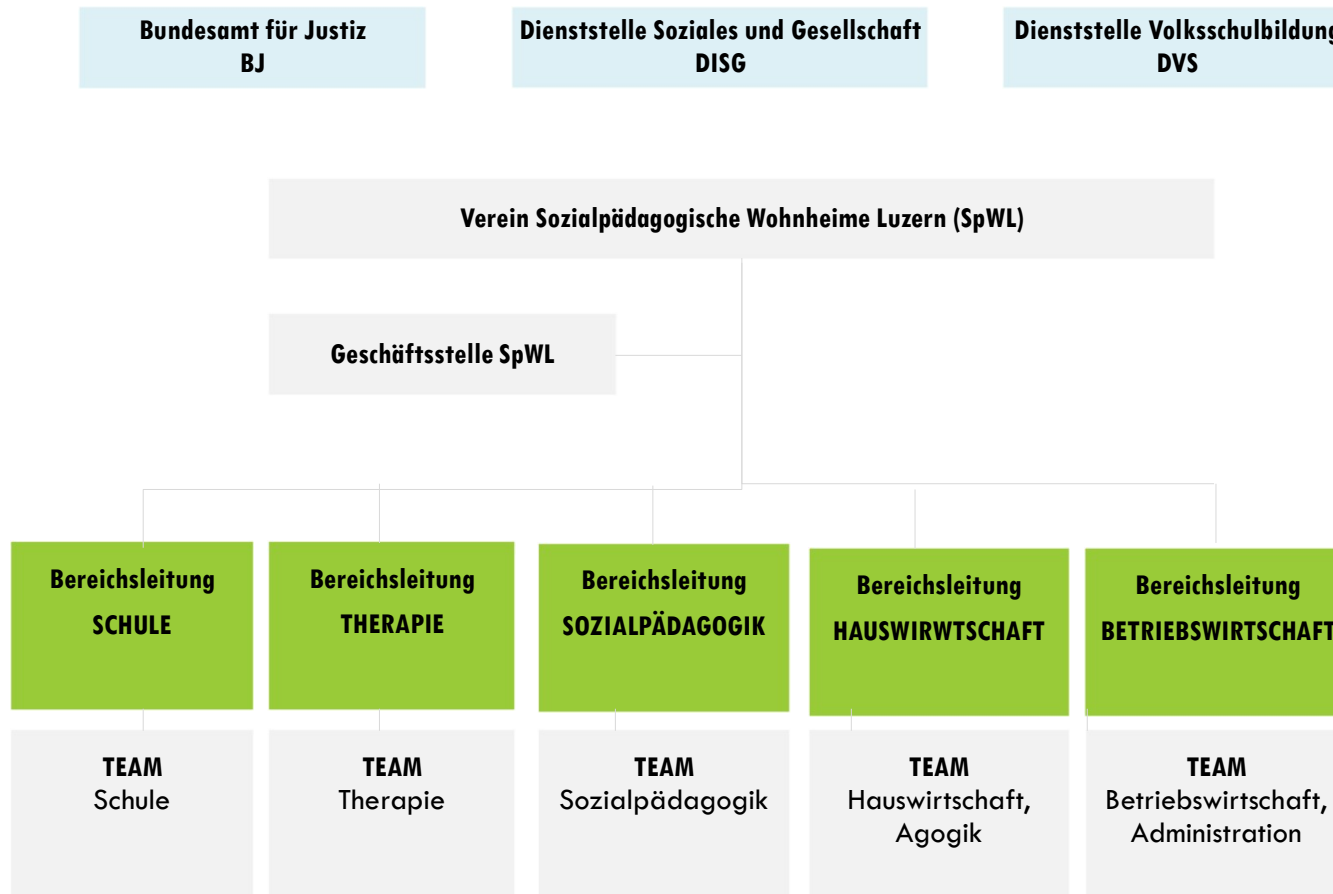 Bundesamt für Justiz
BJ
Dienststelle Soziales und Gesellschaft
DISG
Dienststelle Volksschulbildung
DVS
Verein Sozialpädagogische Wohnheime Luzern (SpWL)
Geschäftsstelle SpWL
Bereichsleitung
SCHULE
Bereichsleitung
THERAPIE
Bereichsleitung
SOZIALPÄDAGOGIK
Bereichsleitung
HAUSWIRWTSCHAFT
Bereichsleitung
BETRIEBSWIRTSCHAFT
TEAM
Schule
TEAM
Therapie
TEAM
Sozialpädagogik
TEAM
Hauswirtschaft,
Agogik
TEAM
Betriebswirtschaft,
Administration